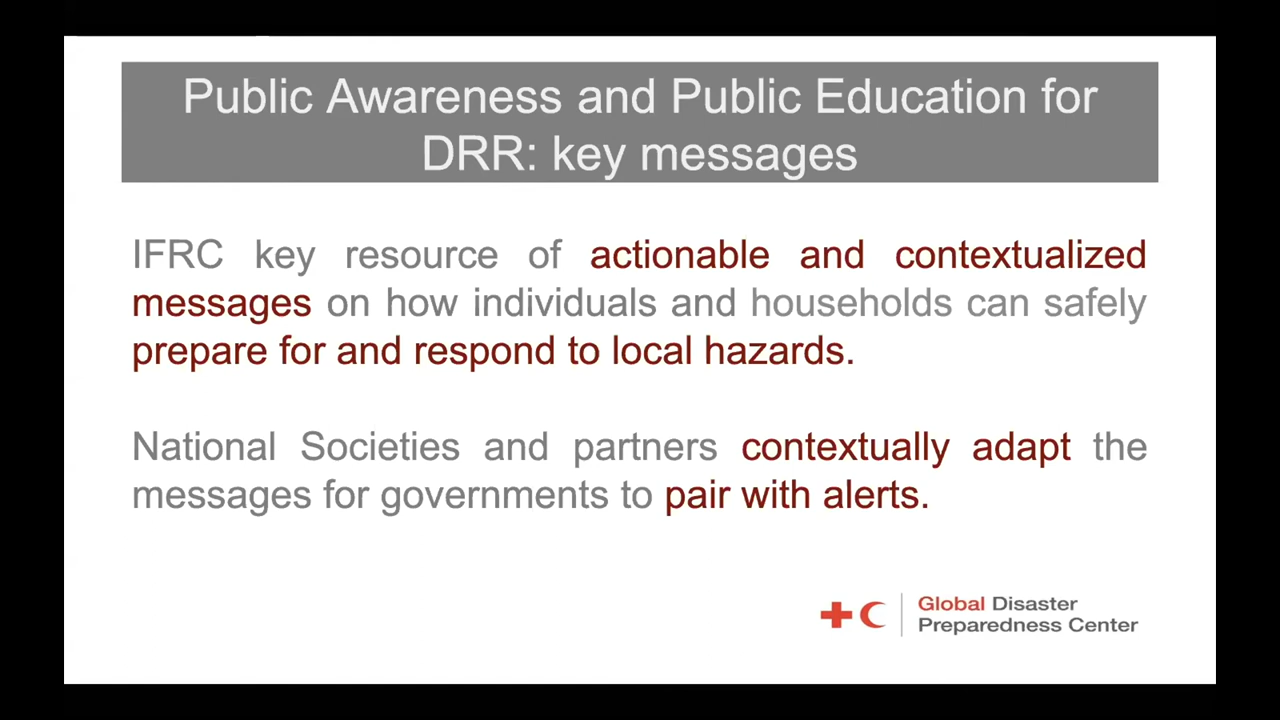 Public Awareness and Public Education for
DRR: key messages
IFRC key resource of actionable and contextualized
messages on how individuals and households can safely
prepare for and respond to local hazards.
National Societies and partners contextually adapt the
messages for governments to pair with alerts.
Global Disaster
Preparedness Center